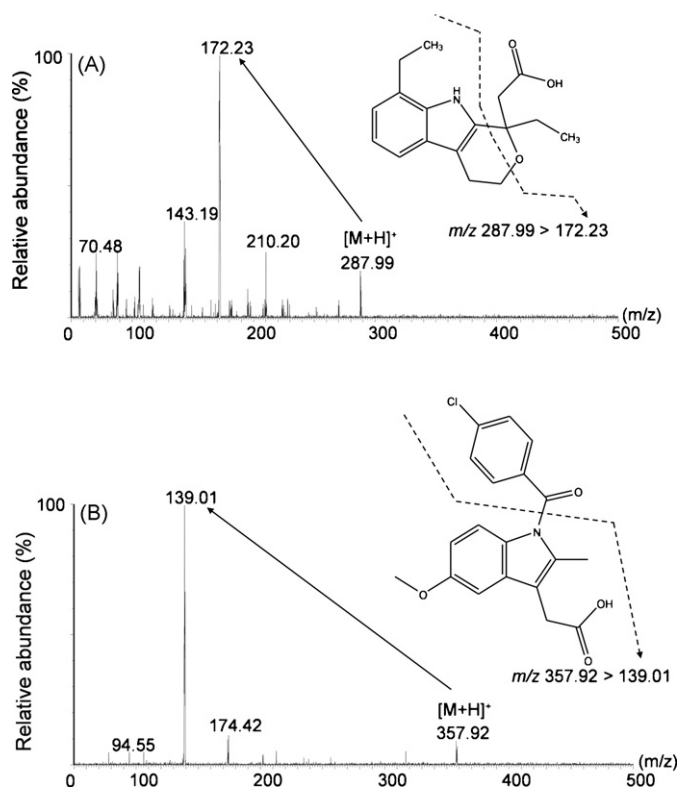 Relative abundance (%)
100
(A)
172.23
143.19
70.48
210.20
[M+H]+
287.99
0 100 200 300 400 500 (m/z)
CH3
O
OH
H
N
CH3
O
m/z 287.99 > 172.23
Relative abundance (%)
100
(B)
139.01
174.42
94.55
[M+H]+
357.92
0 100 200 300 400 500 (m/z)
Cl
O
N
O
OH
O
m/z 357.92 > 139.01